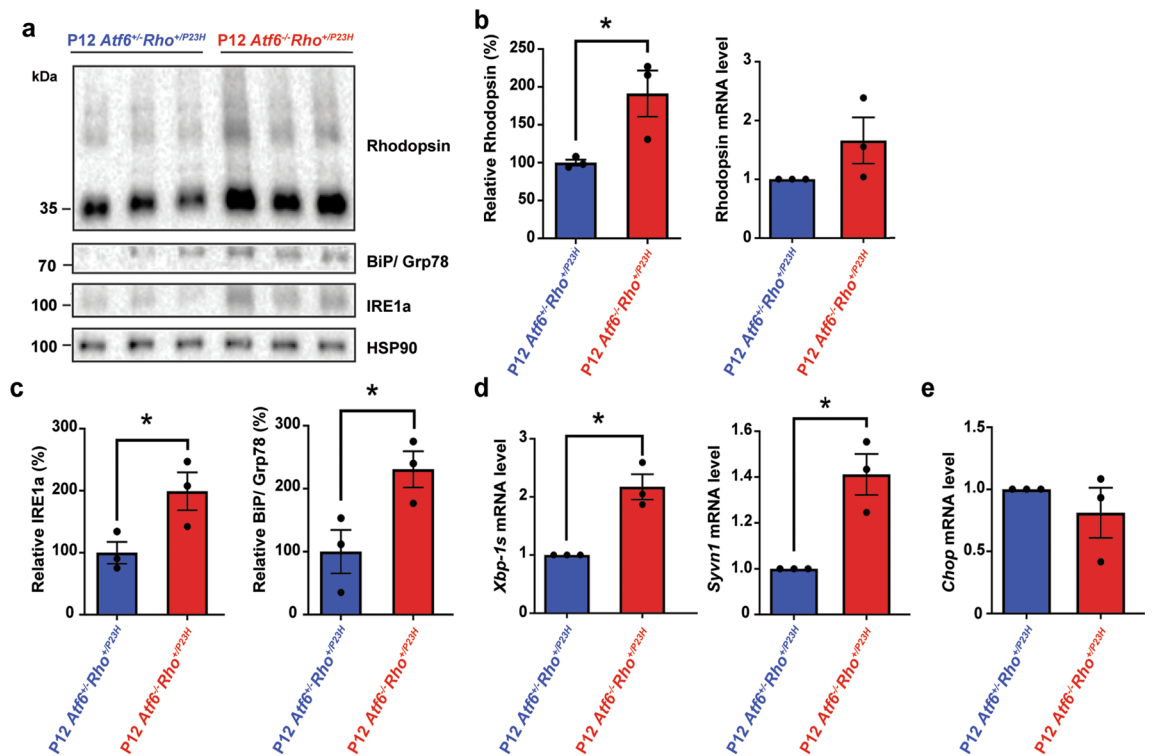 a
P12 Atf6+/-Rho+/P23H P12 Atf6-/-Rho+/P23H
kDa
Rhodopsin
35
BiP/ Grp78
70
IRE1a
100
HSP90
100
b
*
Relative Rhodopsin (%)
250
200
150
100
50
0
P12 Atf6+/-Rho+/P23H
P12 Atf6-/-Rho+/P23H
Rhodopsin mRNA level
3
2
1
0
P12 Atf6+/-Rho+/P23H
P12 Atf6-/-Rho+/P23H
c
*
Relative IRE1a (%)
300
200
100
0
P12 Atf6+/-Rho+/P23H
P12 Atf6-/-Rho+/P23H
*
Relative BiP/ Grp78 (%)
300
200
100
0
P12 Atf6+/-Rho+/P23H
P12 Atf6-/-Rho+/P23H
d
*
Xbp-1s mRNA level
3
2
1
0
P12 Atf6+/-Rho+/P23H
P12 Atf6-/-Rho+/P23H
*
Syvn1 mRNA level
1.6
1.4
1.2
1.0
P12 Atf6+/-Rho+/P23H
P12 Atf6-/-Rho+/P23H
e
Chop mRNA level
1.5
1.0
0.5
0.0
P12 Atf6+/-Rho+/P23H
P12 Atf6-/-Rho+/P23H